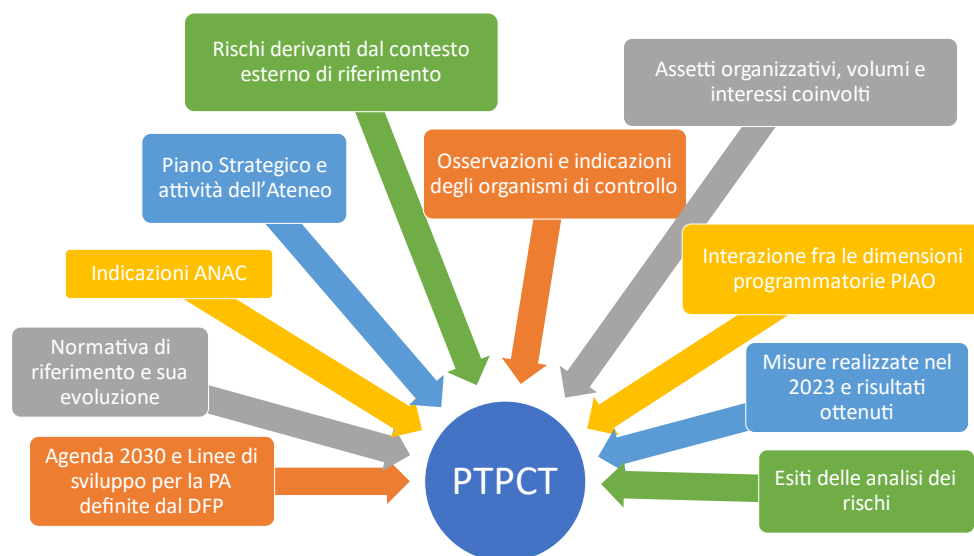 Rischi derivanti dal contesto
esterno di riferimento
Assetti organizzativi, volumi e
interessi coinvolti
Piano Strategico e
attività dell’Ateneo
Osservazioni e indicazioni
degli organismi di controllo
Indicazioni ANAC
Interazione fra le dimensioni
programmatorie PIAO
Normativa di
riferimento e sua
evoluzione
Misure realizzate nel
2023 e risultati
ottenuti
Agenda 2030 e Linee di
sviluppo per la PA
definite dal DFP
PTPCT
Esiti delle analisi dei
rischi